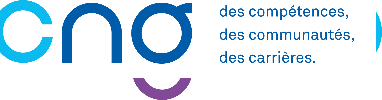 cng
des compétences,
des communautés,
des carrières.